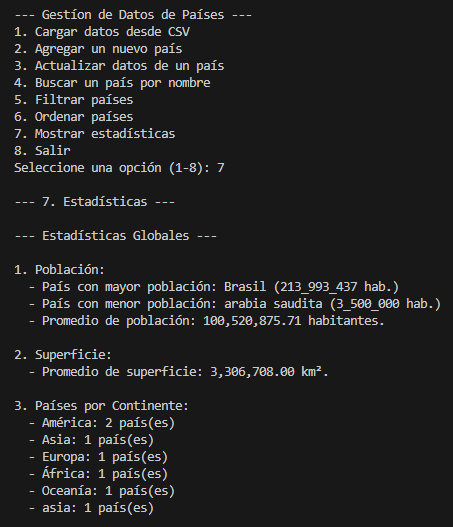 --- Gestíon de Datos de Países ---
1. Cargar datos desde CSV
2. Agregar un nuevo país
3. Actualizar datos de un país
4. Buscar un país por nombre
5. Filtrar países
6. Ordenar países
7. Mostrar estadísticas
8. Salir
Seleccione una opción (1-8): 7
--- 7. Estadísticas ---
--- Estadísticas Globales ---
1. Población:
- País con mayor población: Brasil (213_993_437 hab.)
- País con menor población: arabia saudita (3_500_000 hab.)
- Promedio de población: 100,520,875.71 habitantes.
2. Superficie:
- Promedio de superficie: 3,306,708.00 km².
3. Países por Continente:
- América: 2 país(es)
- Asia: 1 país(es)
- Europa: 1 país(es)
- África: 1 país(es)
- Oceanía: 1 país(es)
- asia: 1 país(es)